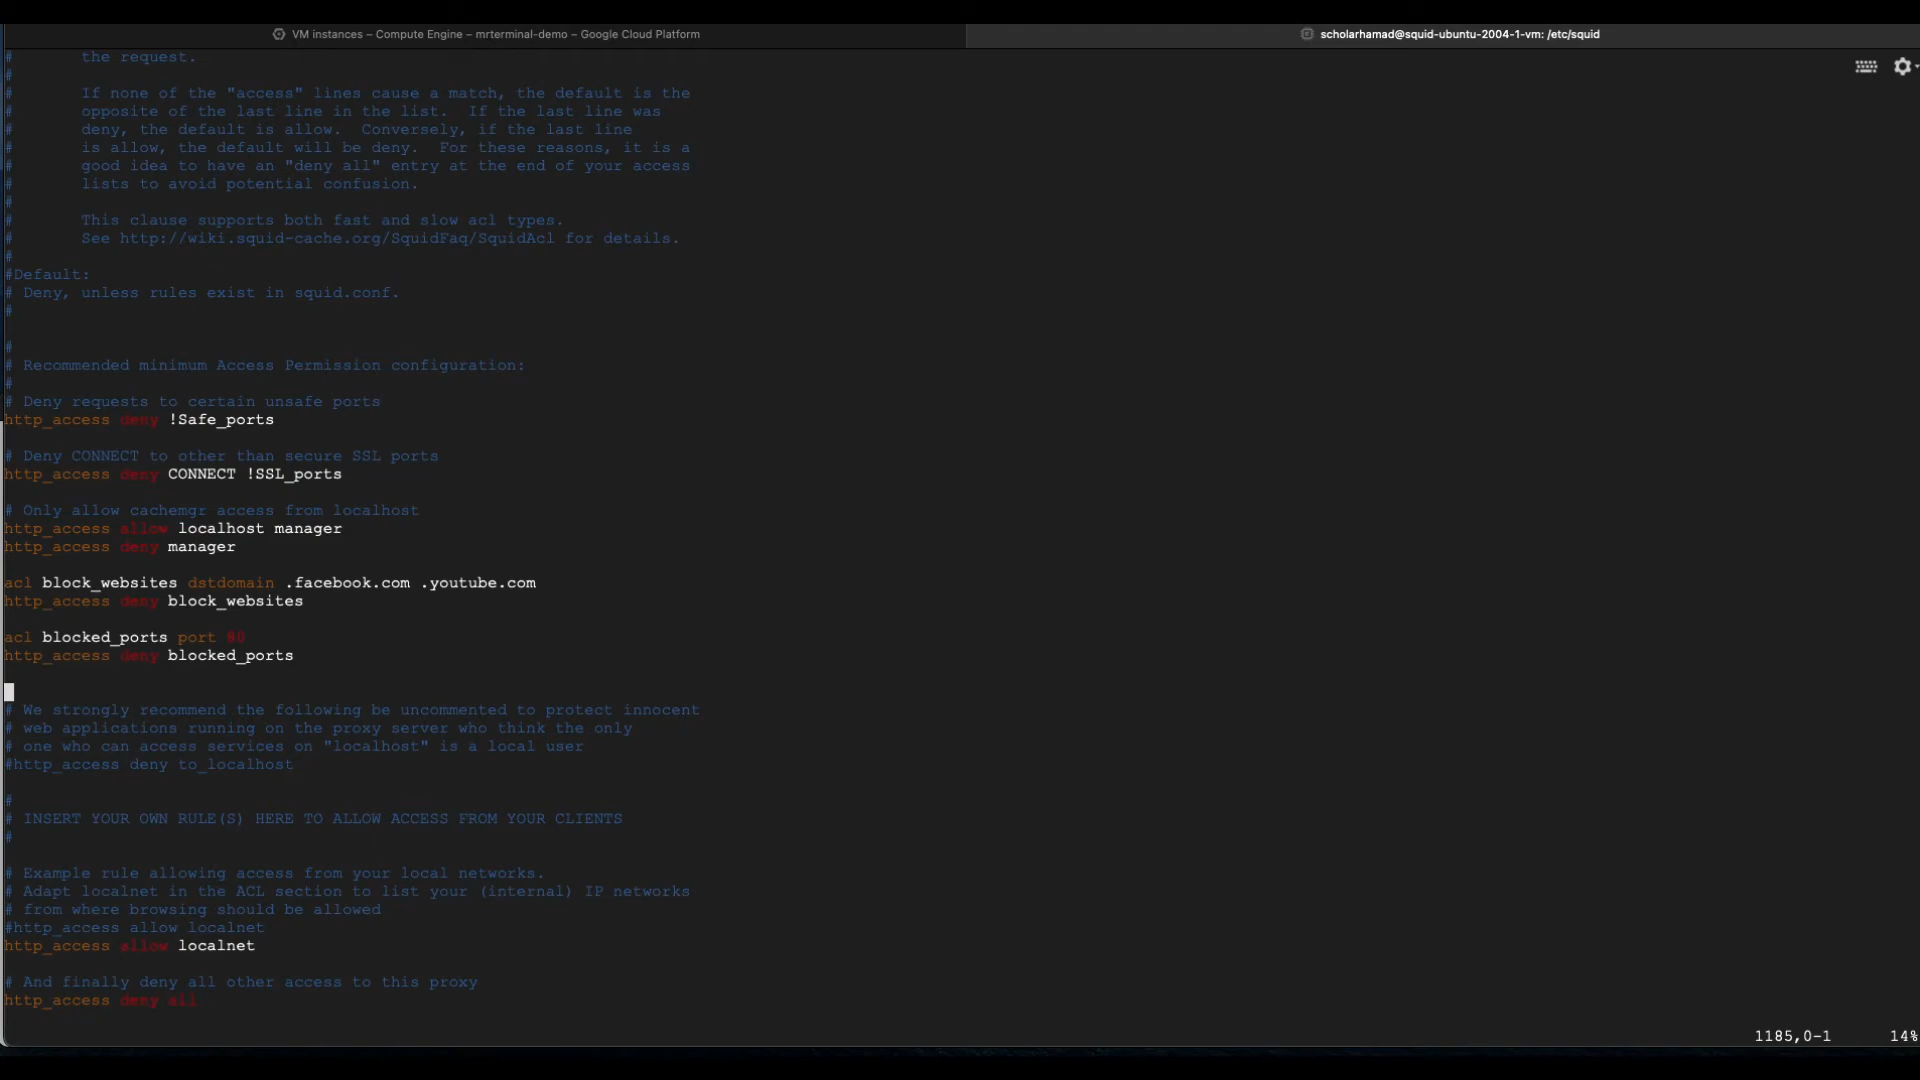 VM instances – Compute Engine – mrterminal-demo – Google Cloud Platform
scholarhamad@squid-ubuntu-2004-1-vm: /etc/squid
#       the request.
#
#       If none of the "access" lines cause a match, the default is the
#       opposite of the last line in the list.  If the last line was
#       deny, the default is allow.  Conversely, if the last line
#       is allow, the default will be deny.  For these reasons, it is a
#       good idea to have an "deny all" entry at the end of your access
#       lists to avoid potential confusion.
#
#       This clause supports both fast and slow acl types.
#       See http://wiki.squid-cache.org/SquidFaq/SquidAcl for details.
#
#Default:
# Deny, unless rules exist in squid.conf.
#
#
# Recommended minimum Access Permission configuration:
#
# Deny requests to certain unsafe ports
http_access deny !Safe_ports
# Deny CONNECT to other than secure SSL ports
http_access deny CONNECT !SSL_ports
# Only allow cachemgr access from localhost
http_access allow localhost manager
http_access deny manager
acl block_websites dstdomain .facebook.com .youtube.com
http_access deny block_websites
acl blocked_ports port 80
http_access deny blocked_ports
# We strongly recommend the following be uncommented to protect innocent
# web applications running on the proxy server who think the only
# one who can access services on "localhost" is a local user
#http_access deny to_localhost
#
# INSERT YOUR OWN RULE(S) HERE TO ALLOW ACCESS FROM YOUR CLIENTS
#
# Example rule allowing access from your local networks.
# Adapt localnet in the ACL section to list your (internal) IP networks
# from where browsing should be allowed
#http_access allow localnet
http_access allow localnet
# And finally deny all other access to this proxy
http_access deny all
1185,0-1 14%